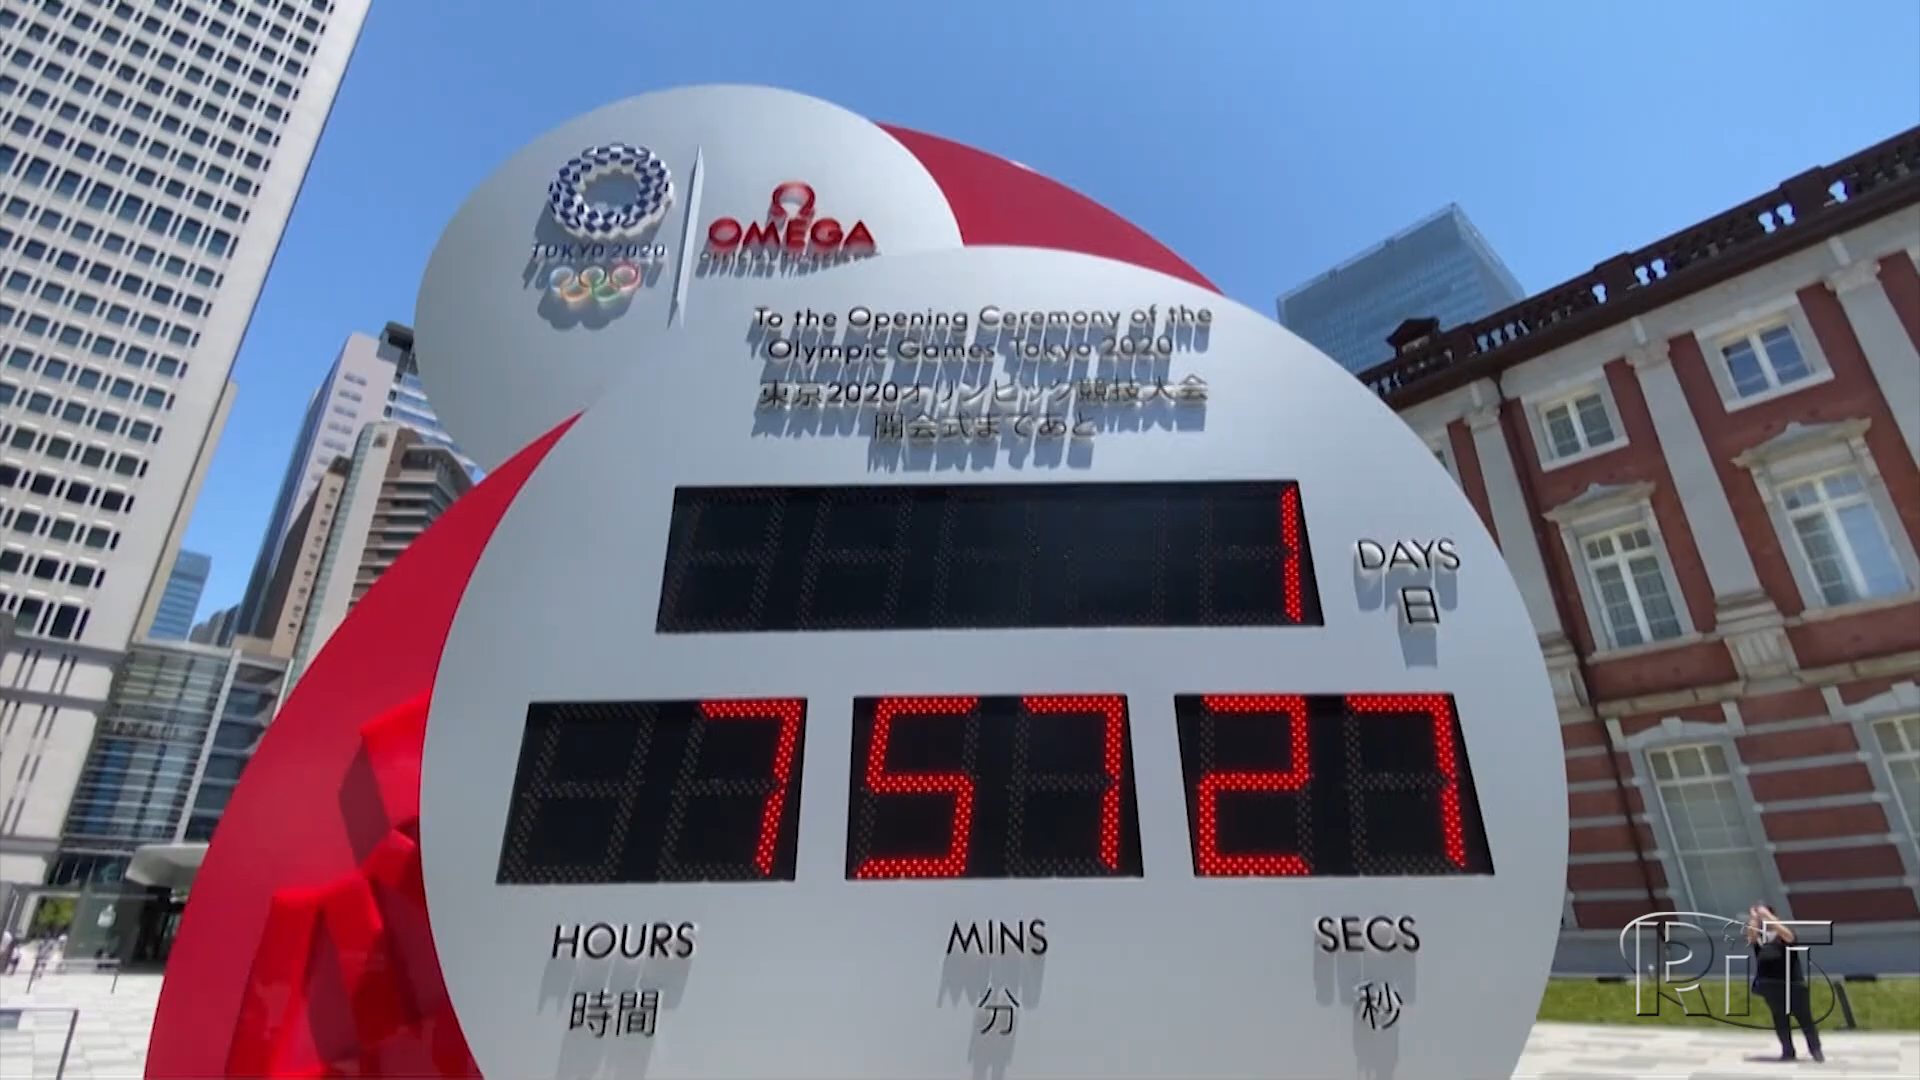 TOKYO 2020
OMEGA
To the Opening Ceremony of the
Olympic Games Tokyo 2020
東京2020オリンピック競技大会
開会式まであと
1
DAYS
日
7 57 27
HOURS MINS SECS
時間 分 秒
RiT